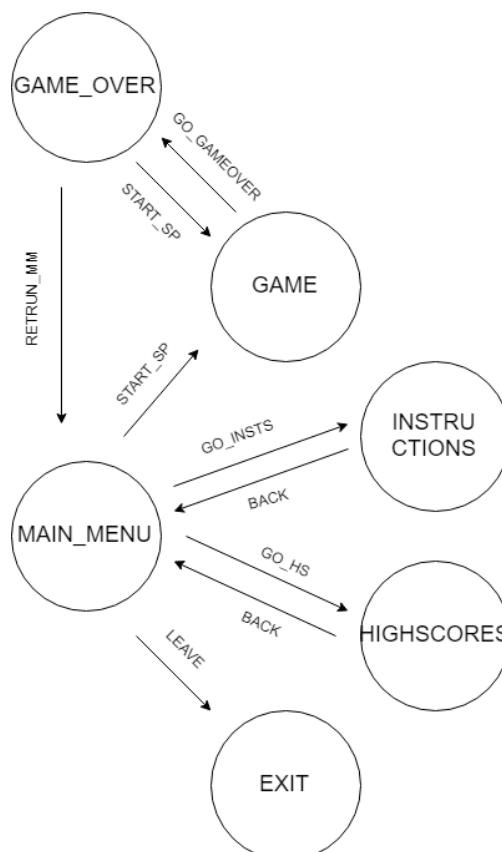 GAME_OVER
GO_GAMEOVER
START_SP
RETRUN_MM
GAME
START_SP
INSTRU
CTIONS
GO_INSTS
BACK
MAIN_MENU
GO_HS
BACK
HIGHSCORES
LEAVE
EXIT